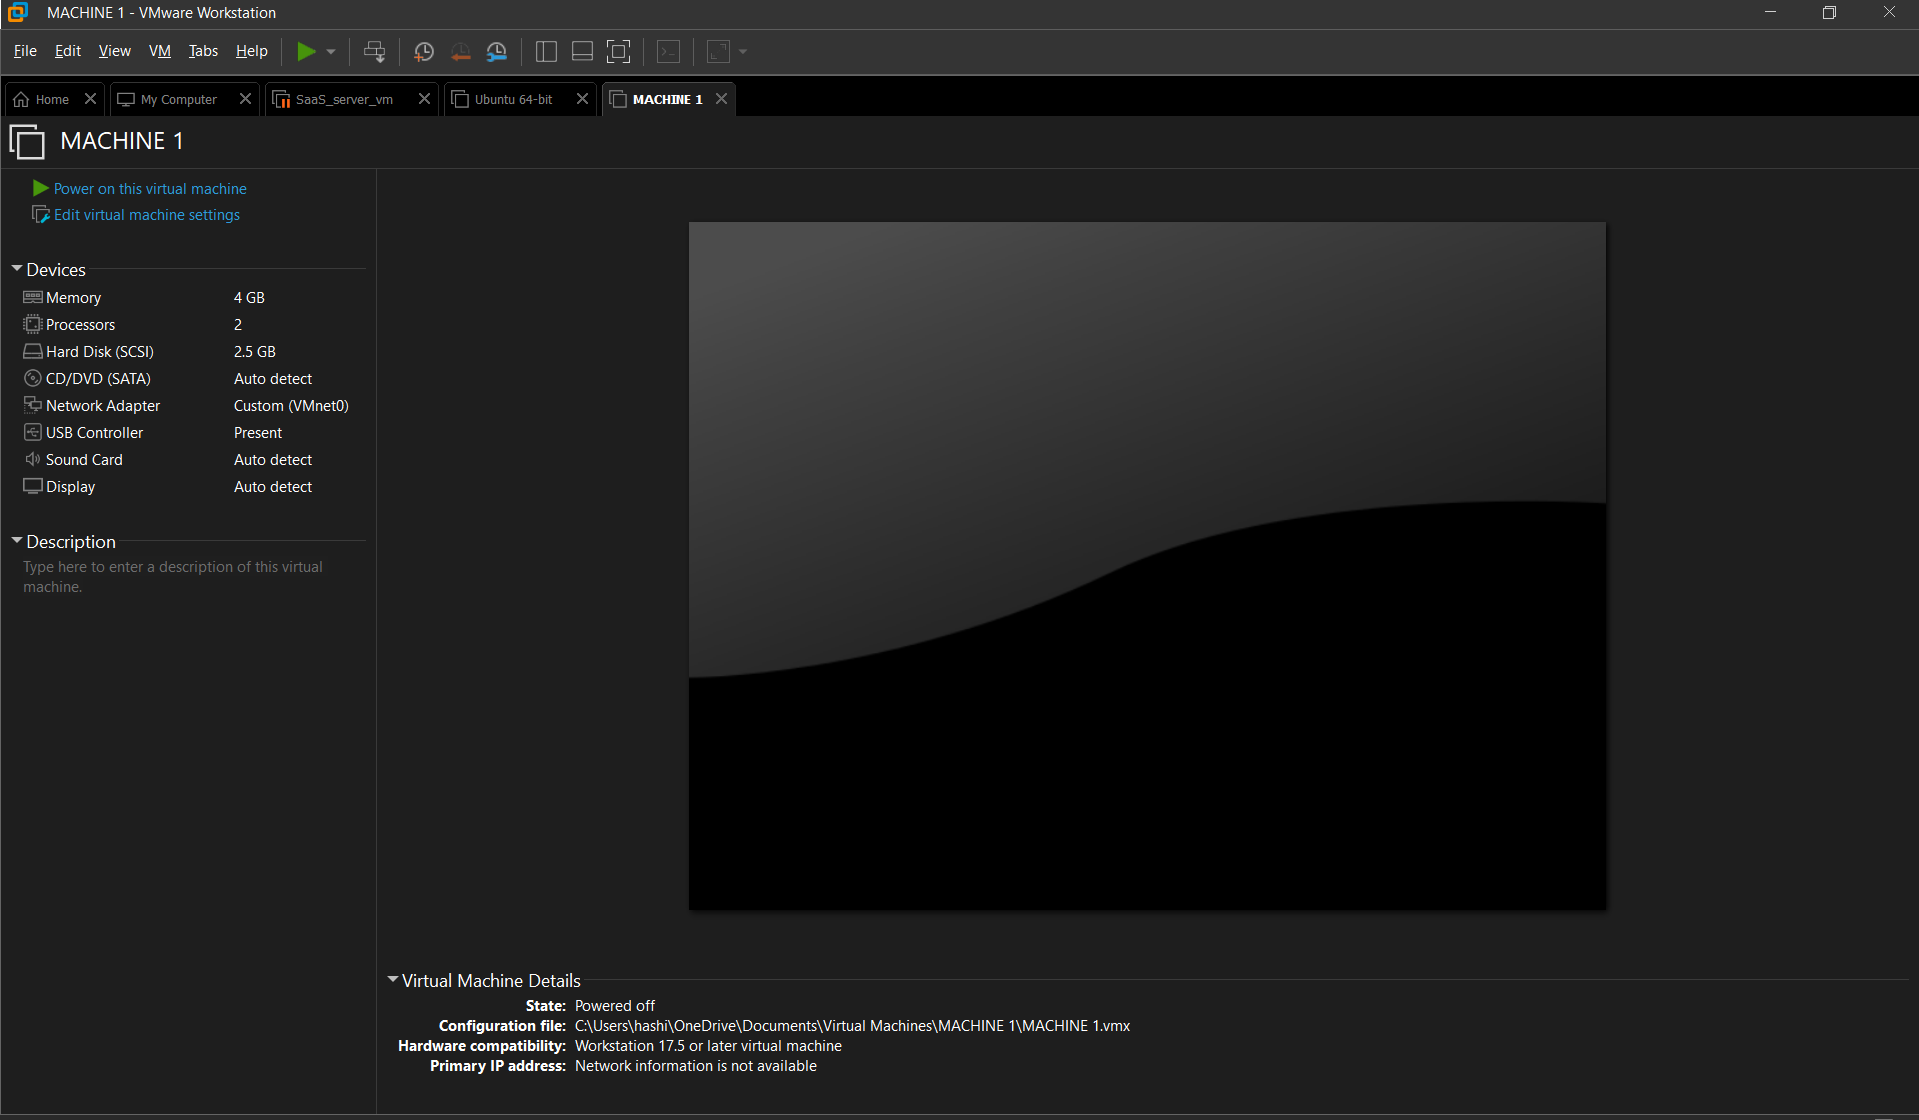 MACHINE 1 - VMware Workstation
File Edit View VM Tabs Help
Home My Computer SaaS_server_vm Ubuntu 64-bit MACHINE 1
MACHINE 1
Power on this virtual machine
Edit virtual machine settings
Devices
Memory 4 GB
Processors 2
Hard Disk (SCSI) 2.5 GB
CD/DVD (SATA) Auto detect
Network Adapter Custom (VMnet0)
USB Controller Present
Sound Card Auto detect
Display Auto detect
Description
Type here to enter a description of this virtual
machine.
Virtual Machine Details
State: Powered off
Configuration file: C:\Users\hashi\OneDrive\Documents\Virtual Machines\MACHINE 1\MACHINE 1.vmx
Hardware compatibility: Workstation 17.5 or later virtual machine
Primary IP address: Network information is not available